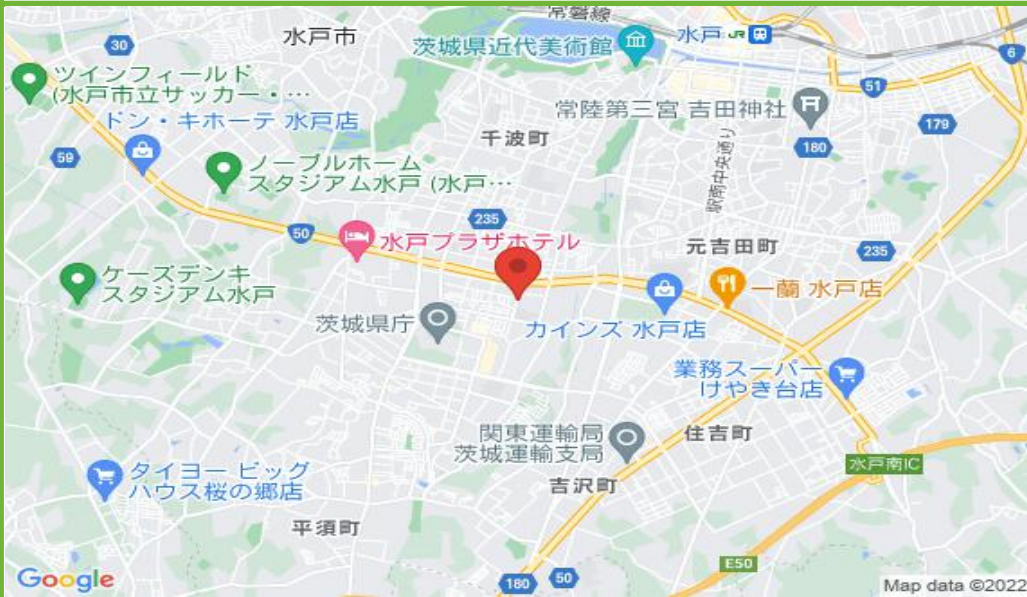 常磐線
30
水戸市
茨城県近代美術館
水戸 JR
6
ツインフィールド
(水戸市立サッカー・…
51
常陸第三宮 吉田神社
ドン・キホーテ 水戸店
千波町
179
180
59
ノーブルホーム
スタジアム水戸 (水戸…
駅南中央通り
235
50
水戸プラザホテル
元吉田町
235
ケーズデンキ
スタジアム水戸
一蘭 水戸店
茨城県庁
カインズ 水戸店
業務スーパー
けやき台店
関東運輸局
茨城運輸支局
住吉町
水戸南IC
タイヨー ビッグ
ハウス桜の郷店
吉沢町
平須町
E50
180
50
Google
Map data ©2022